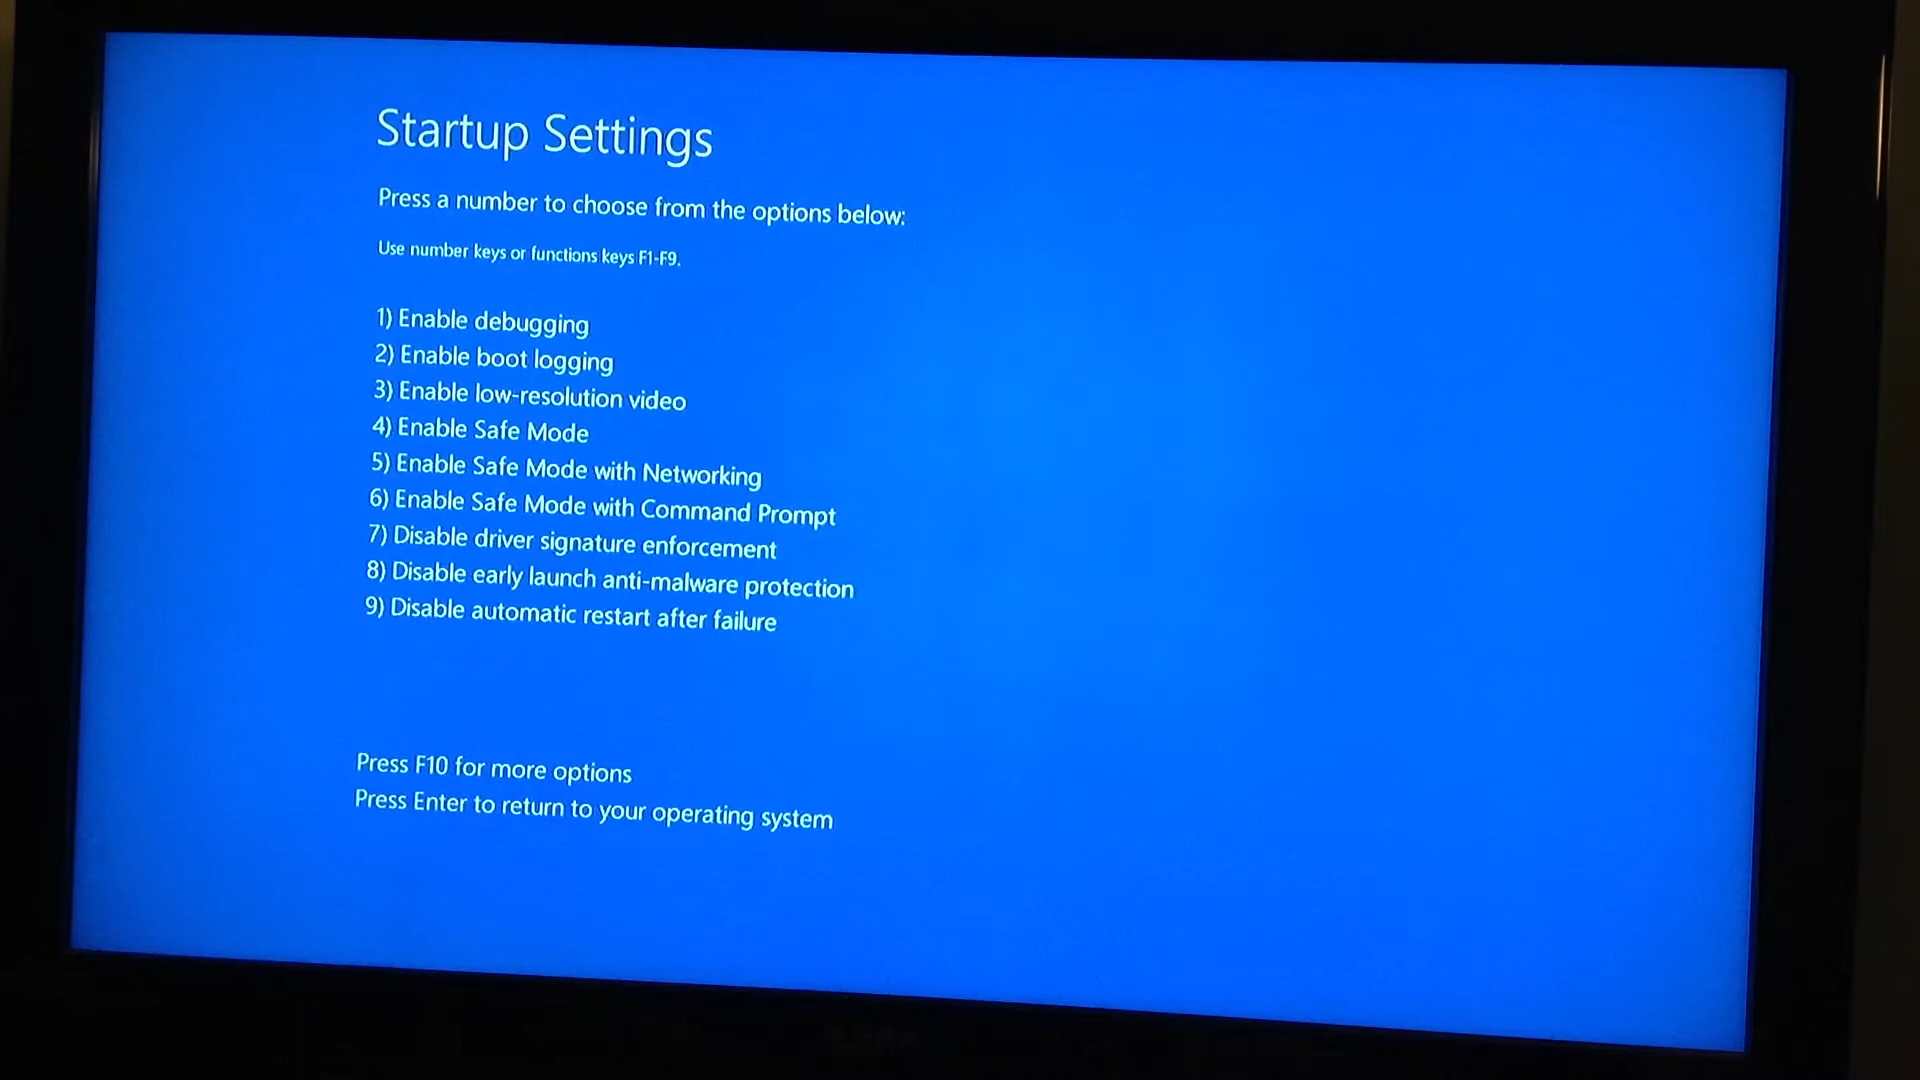 Startup Settings
Press a number to choose from the options below:
Use number keys or functions keys F1-F9.
1) Enable debugging
2) Enable boot logging
3) Enable low-resolution video
4) Enable Safe Mode
5) Enable Safe Mode with Networking
6) Enable Safe Mode with Command Prompt
7) Disable driver signature enforcement
8) Disable early launch anti-malware protection
9) Disable automatic restart after failure
Press F10 for more options
Press Enter to return to your operating system